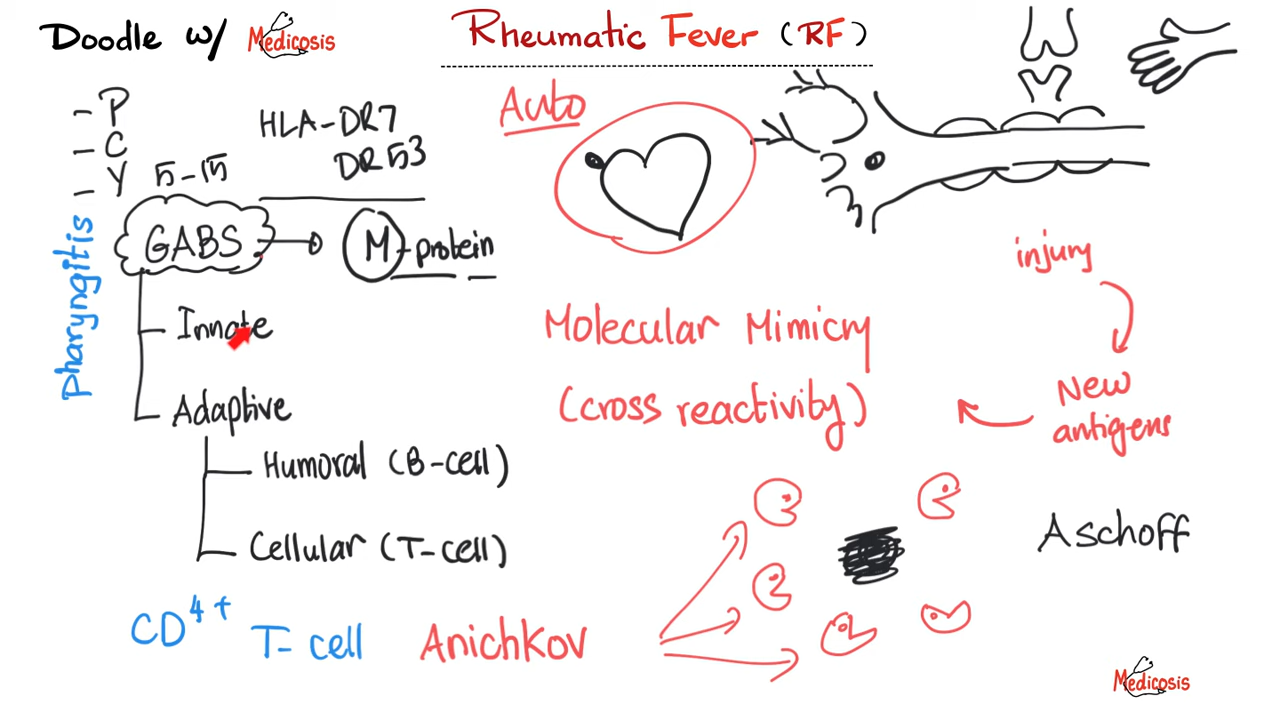 Doodle w/ Medicosis
Rheumatic Fever (RF)
- P
- C
- Y
5-15
HLA-DR7
DR53
Pharyngitis
GABS
M-protein
Innate
Adaptive
Humoral (B-cell)
Cellular (T-cell)
CD4+
T-cell
Auto
Molecular Mimicry
(cross reactivity)
injury
New
antigens
Anichkov
Aschoff
Medicosis